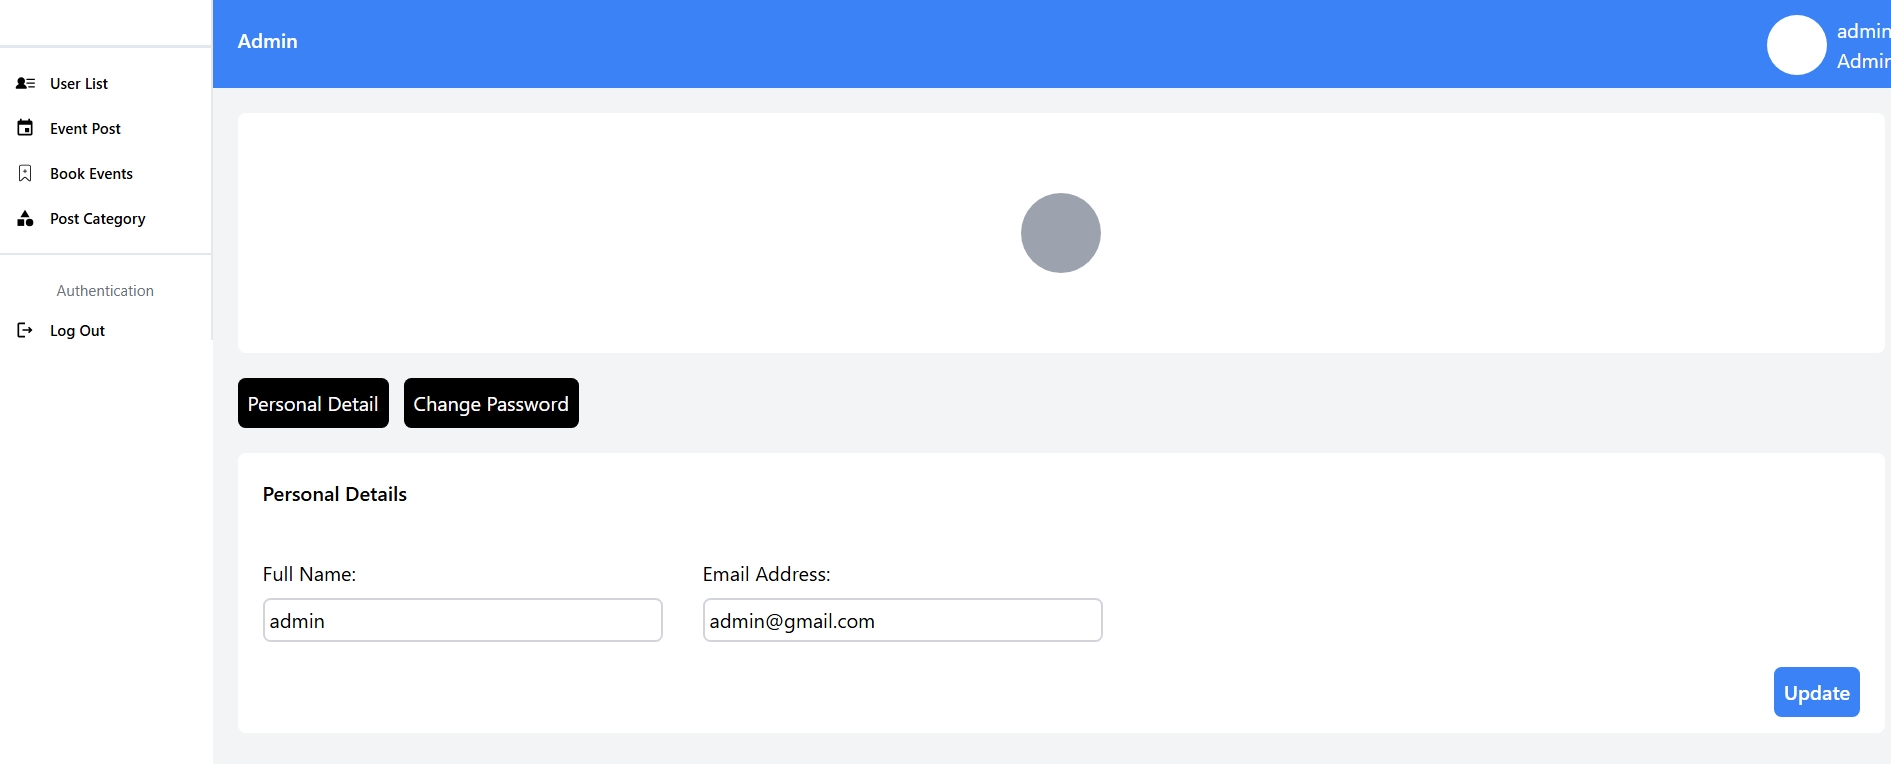 Admin
admin
Admin
User List
Event Post
Book Events
Post Category
Authentication
Log Out
Personal Detail
Change Password
Personal Details
Full Name:
Email Address:
admin
admin@gmail.com
Update